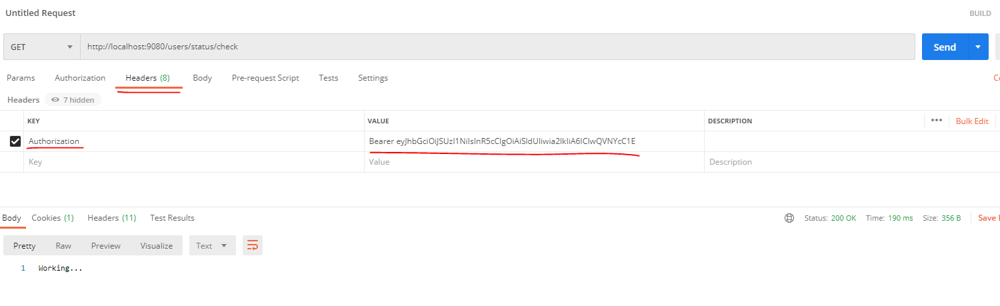 Untitled Request
BUILD
GET
http://localhost:9080/users/status/check
Send
Params Authorization Headers (8) Body Pre-request Script Tests Settings
Headers 7 hidden
KEY VALUE DESCRIPTION ••• Bulk Edit
Authorization Bearer eyJhbGciOiJSUzI1NiIsInR5cCIgOiAiSldUIiwia2lkIiA6ICIwQVNYcC1E
Key Value Description
Body Cookies (1) Headers (11) Test Results Status: 200 OK Time: 190 ms Size: 356 B Save
Pretty Raw Preview Visualize Text
1 Working...